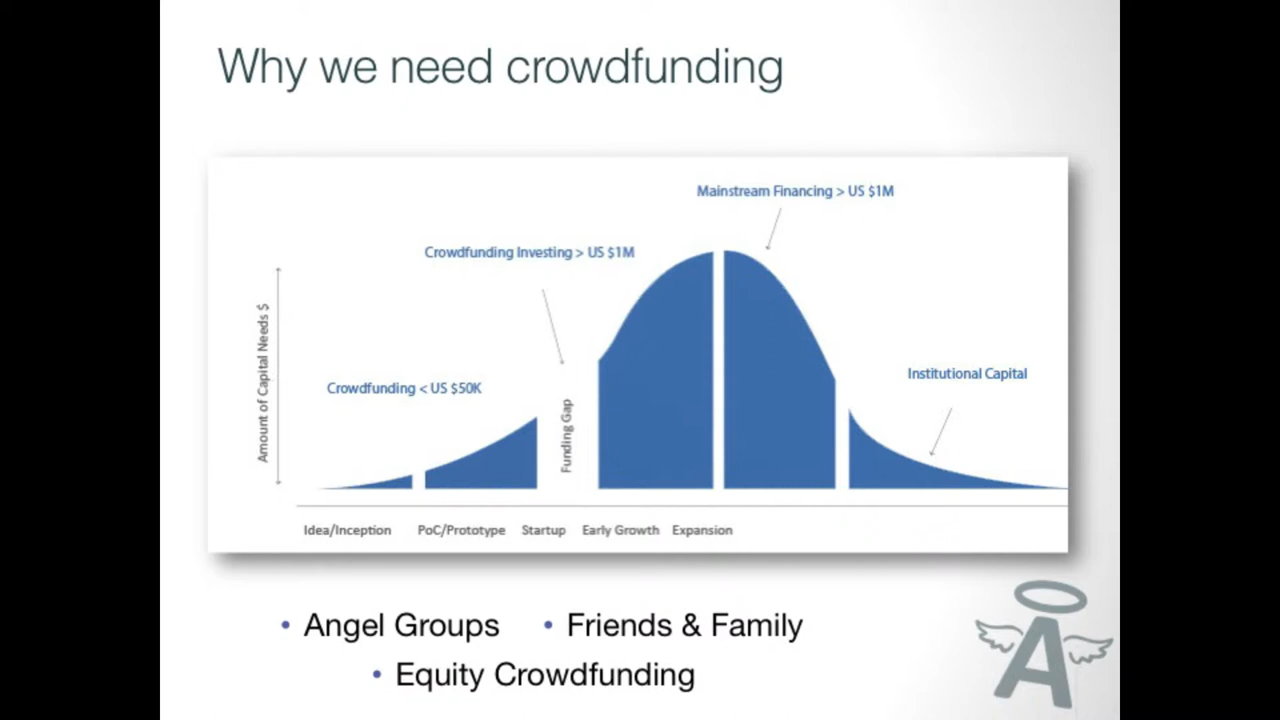 Why we need crowdfunding
Mainstream Financing > US $1M
Crowdfunding Investing > US $1M
Amount of Capital Needs $
Crowdfunding < US $50K
Funding Gap
Institutional Capital
Idea/Inception PoC/Prototype Startup Early Growth Expansion
• Angel Groups • Friends & Family
• Equity Crowdfunding
A